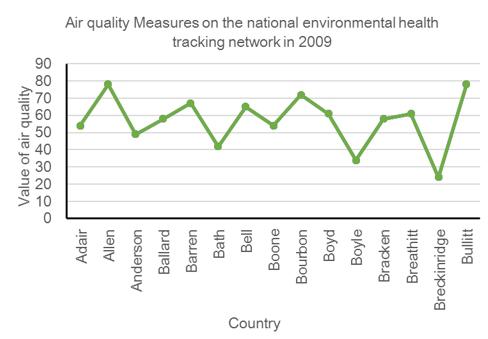 Air quality Measures on the national environmental health
tracking network in 2009
Value of air quality
90
80
70
60
50
40
30
20
10
0
Adair
Allen
Anderson
Ballard
Barren
Bath
Bell
Boone
Bourbon
Boyd
Boyle
Bracken
Breathitt
Breckinridge
Bullitt
Country